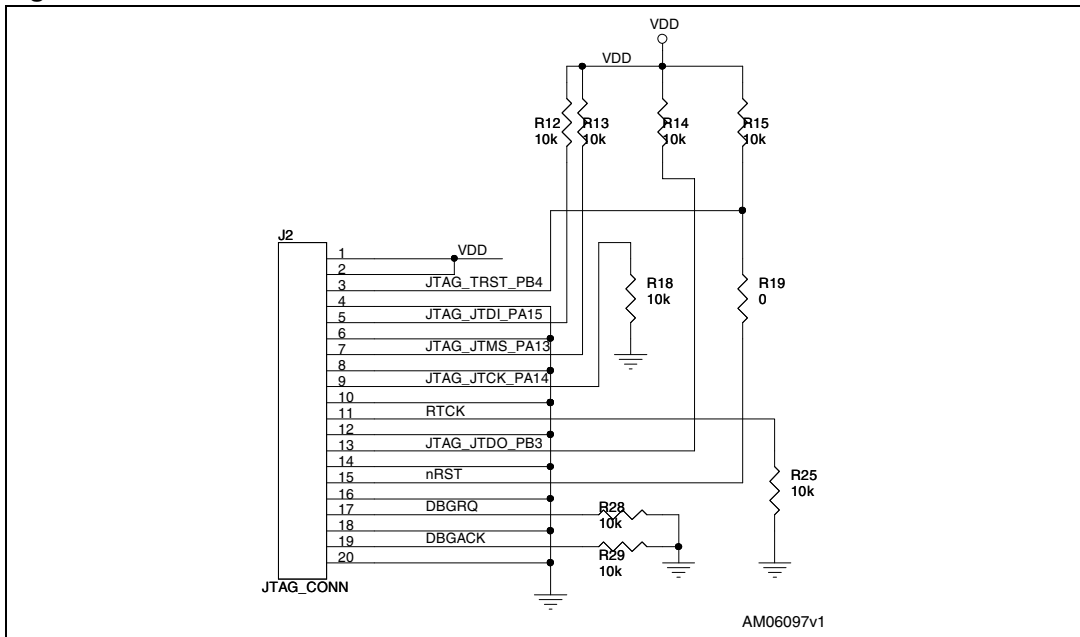 VDD
VDD
R12
10k
R13
10k
R14
10k
R15
10k
J2
1
VDD
2
3
JTAG_TRST_PB4
4
5
JTAG_JTDI_PA15
6
7
JTAG_JTMS_PA13
8
9
JTAG_JTCK_PA14
10
11
RTCK
12
13
JTAG_JTDO_PB3
14
15
nRST
16
17
DBGRQ
18
19
DBGACK
20
JTAG_CONN
R18
10k
R19
0
R25
10k
R28
10k
R29
10k
AM06097v1